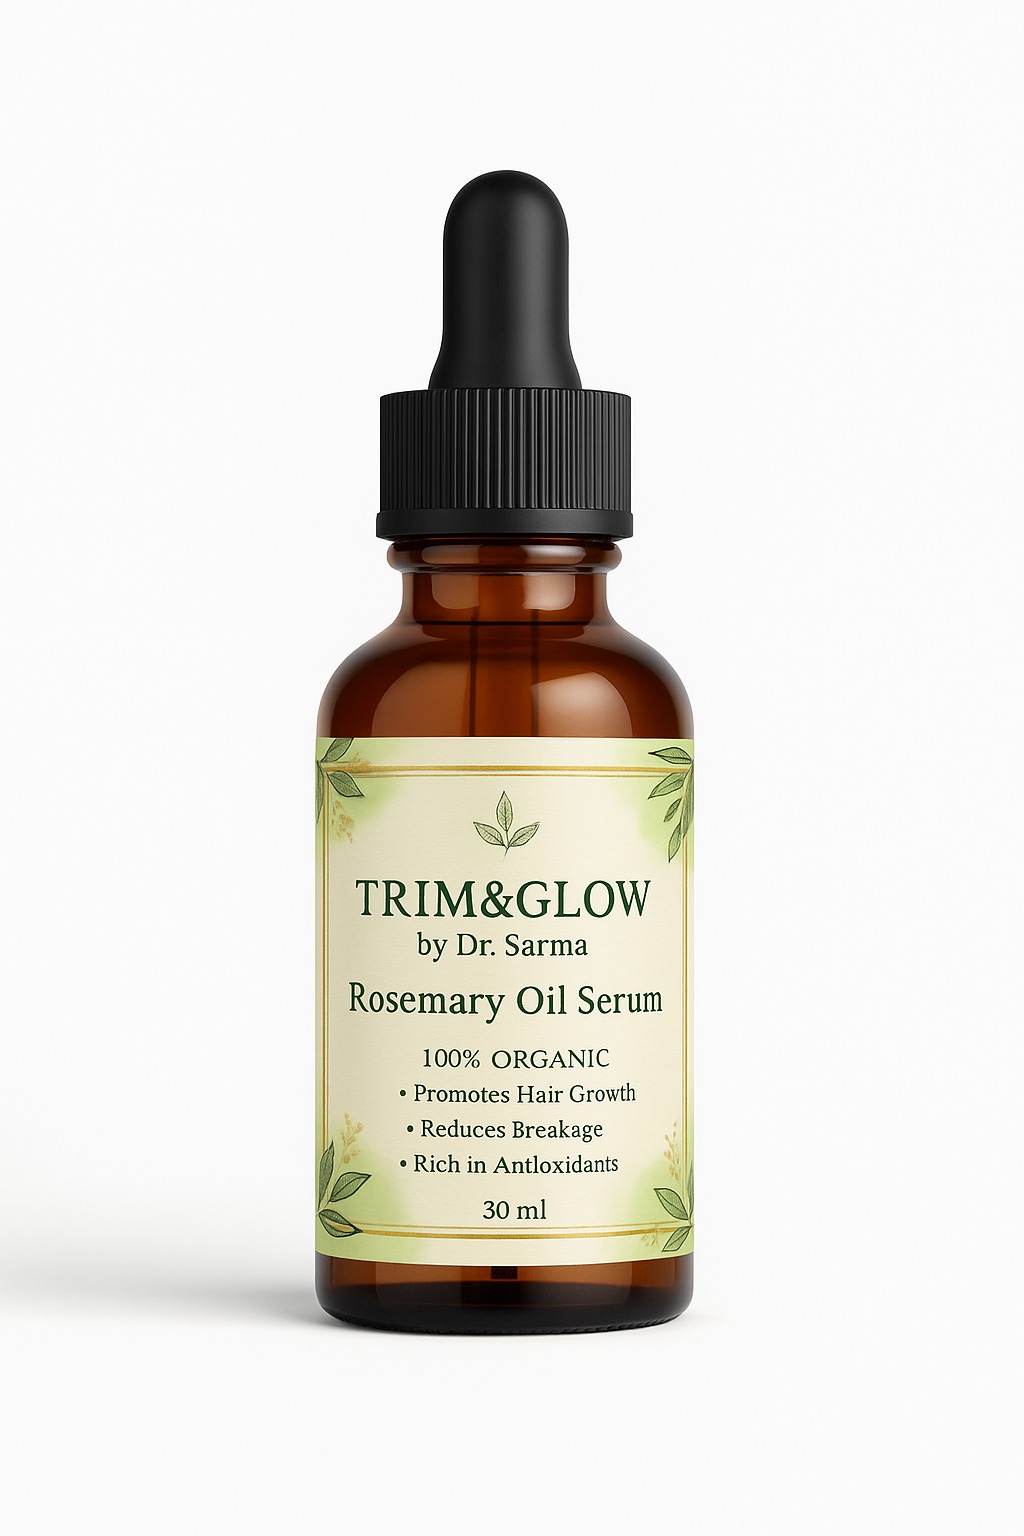 TRIM&GLOW
by Dr. Sarma
Rosemary Oil Serum
100% ORGANIC
• Promotes Hair Growth
• Reduces Breakage
• Rich in Antloxidants
30 ml